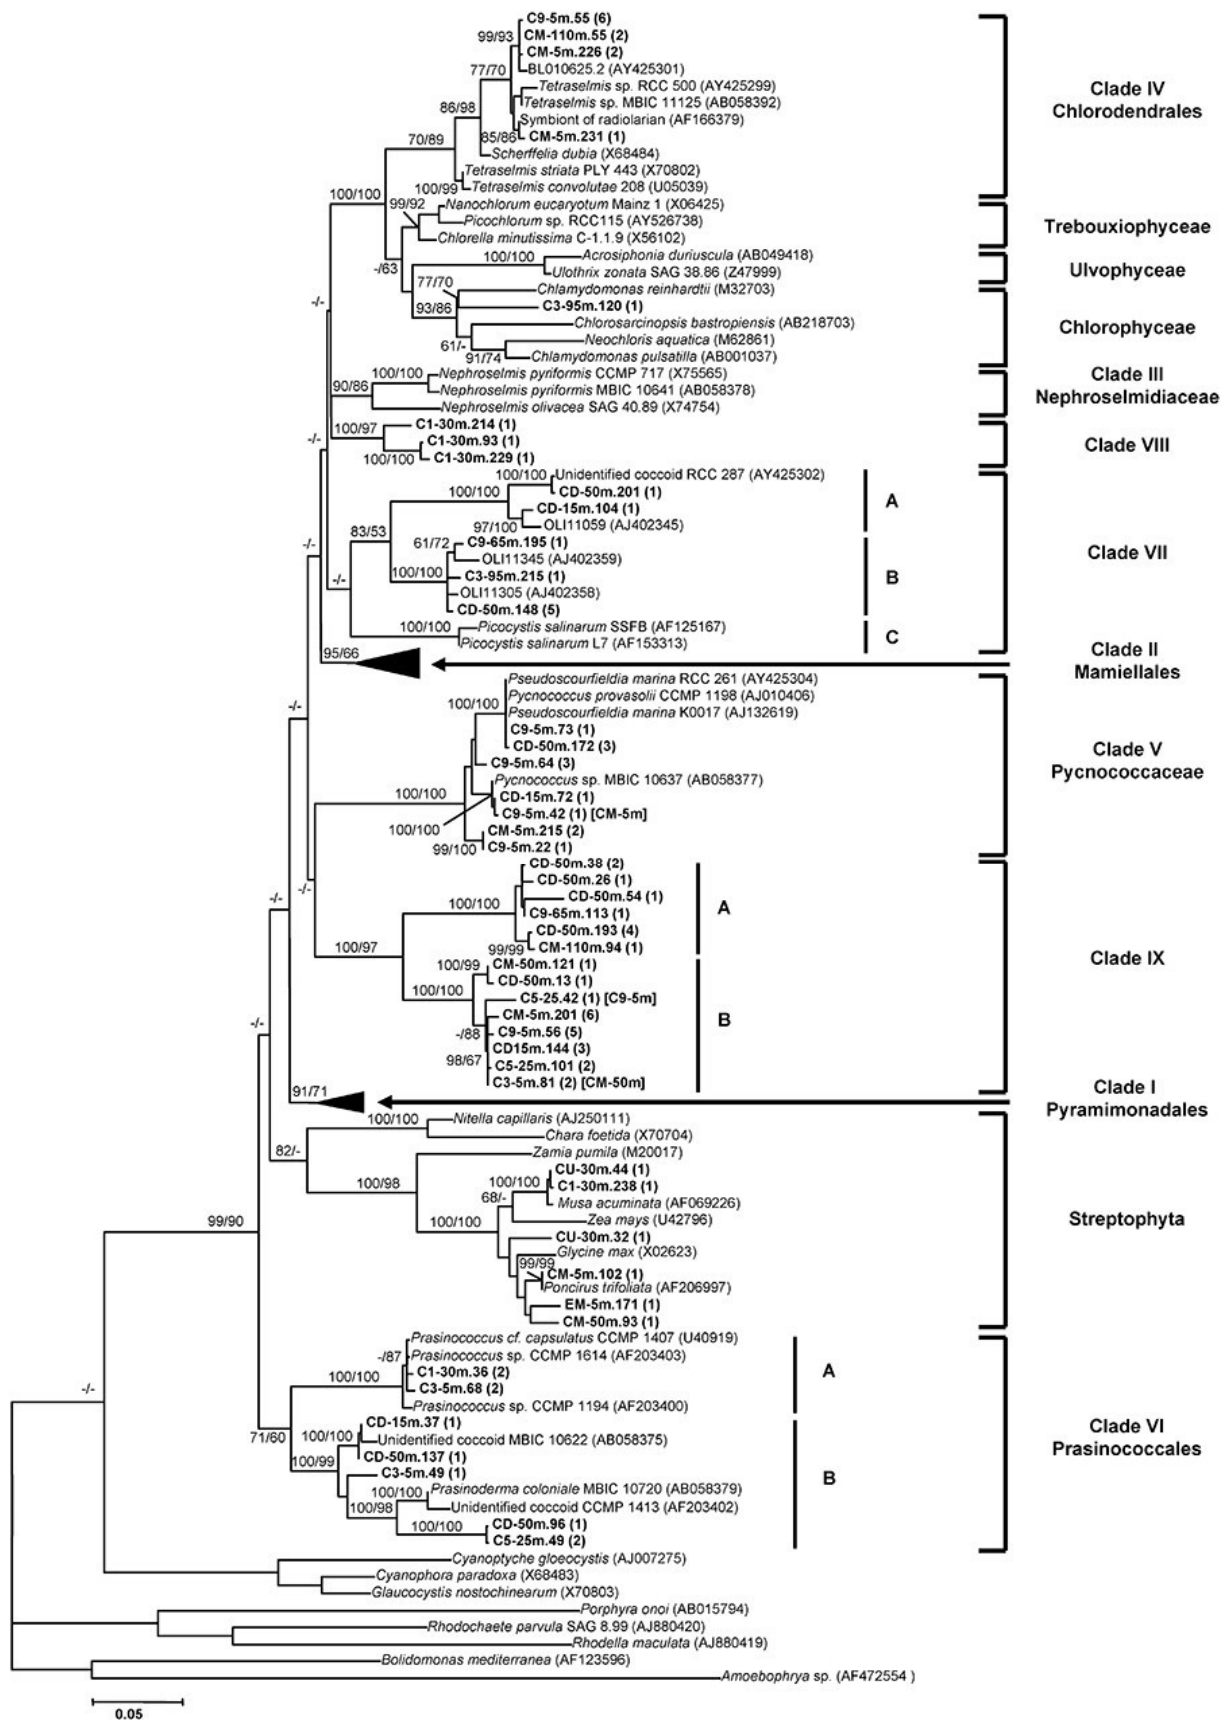 C9-5m.55 (6)
99/93
CM-110m.55 (2)
CM-5m.226 (2)
77/70
BL010625.2 (AY425301)
Tetraselmis sp. RCC 500 (AY425299)
Clade IV
Chlorodendrales
86/98
Tetraselmis sp. MBIC 11125 (AB058392)
Symbiont of radiolarian (AF166379)
70/89
85/86
CM-5m.231 (1)
Scherffelia dubia (X68484)
Tetraselmis striata PLY 443 (X70802)
100/99
Tetraselmis convolutae 208 (U05039)
100/100
99/92
Nanochlorum eucaryotum Mainz 1 (X06425)
Picochlorum sp. RCC115 (AY526738)
Trebouxiophyceae
Chlorella minutissima C-1.1.9 (X56102)
100/100
Acrosiphonia duriuscula (AB049418)
-/63
Ulothrix zonata SAG 38.86 (Z47999)
Ulvophyceae
77/70
Chlamydomonas reinhardtii (M32703)
-/-
93/86
C3-95m.120 (1)
Chlorosarcinopsis bastropiensis (AB218703)
Chlorophyceae
61/-
Neochloris aquatica (M62861)
91/74
Chlamydomonas pulsatilla (AB001037)
100/100
Nephroselmis pyriformis CCMP 717 (X75565)
Clade III
Nephroselmidiaceae
90/86
Nephroselmis pyriformis MBIC 10641 (AB058378)
Nephroselmis olivacea SAG 40.89 (X74754)
100/97
C1-30m.214 (1)
-/-
C1-30m.93 (1)
Clade VIII
100/100
C1-30m.229 (1)
100/100
Unidentified coccoid RCC 287 (AY425302)
100/100
CD-50m.201 (1)
A
CD-15m.104 (1)
97/100
OLI11059 (AJ402345)
83/53
61/72
C9-65m.195 (1)
-/-
OLI11345 (AJ402359)
Clade VII
100/100
C3-95m.215 (1)
B
-/-
OLI11305 (AJ402358)
CD-50m.148 (5)
100/100
Picocystis salinarum SSFB (AF125167)
C
Picocystis salinarum L7 (AF153313)
95/66
Clade II
Mamiellales
Pseudoscourfieldia marina RCC 261 (AY425304)
Pycnococcus provasolii CCMP 1198 (AJ010406)
100/100
-/-
Pseudoscourfieldia marina K0017 (AJ132619)
C9-5m.73 (1)
CD-50m.172 (3)
Clade V
Pycnococcaceae
C9-5m.64 (3)
Pycnococcus sp. MBIC 10637 (AB058377)
100/100
CD-15m.72 (1)
C9-5m.42 (1) [CM-5m]
100/100
CM-5m.215 (2)
99/100
C9-5m.22 (1)
CD-50m.38 (2)
CD-50m.26 (1)
-/-
-/-
CD-50m.54 (1)
100/100
C9-65m.113 (1)
A
CD-50m.193 (4)
99/99
CM-110m.94 (1)
100/97
100/99
CM-50m.121 (1)
Clade IX
CD-50m.13 (1)
100/100
C5-25.42 (1) [C9-5m]
CM-5m.201 (6)
B
-/-
-/88
C9-5m.56 (5)
CD15m.144 (3)
98/67
C5-25m.101 (2)
C3-5m.81 (2) [CM-50m]
91/71
Clade I
Pyramimonadales
100/100
Nitella capillaris (AJ250111)
Chara foetida (X70704)
82/-
Zamia pumila (M20017)
CU-30m.44 (1)
100/98
100/100
C1-30m.238 (1)
68/-
Musa acuminata (AF069226)
99/90
100/100
Zea mays (U42796)
Streptophyta
CU-30m.32 (1)
Glycine max (X02623)
99/99
CM-5m.102 (1)
Poncirus trifoliata (AF206997)
EM-5m.171 (1)
CM-50m.93 (1)
Prasinococcus cf. capsulatus CCMP 1407 (U40919)
-/87
Prasinococcus sp. CCMP 1614 (AF203403)
100/100
C1-30m.36 (2)
A
-/-
C3-5m.68 (2)
Prasinococcus sp. CCMP 1194 (AF203400)
CD-15m.37 (1)
71/60
100/100
Unidentified coccoid MBIC 10622 (AB058375)
Clade VI
Prasinococcales
100/99
CD-50m.137 (1)
C3-5m.49 (1)
B
100/100
Prasinoderma coloniale MBIC 10720 (AB058379)
100/98
Unidentified coccoid CCMP 1413 (AF203402)
100/100
CD-50m.96 (1)
C5-25m.49 (2)
Cyanoptyche gloeocystis (AJ007275)
Cyanophora paradoxa (X68483)
Glaucocystis nostochinearum (X70803)
Porphyra onoi (AB015794)
Rhodochaete parvula SAG 8.99 (AJ880420)
Rhodella maculata (AJ880419)
Bolidomonas mediterranea (AF123596)
Amoebophrya sp. (AF472554 )
0.05